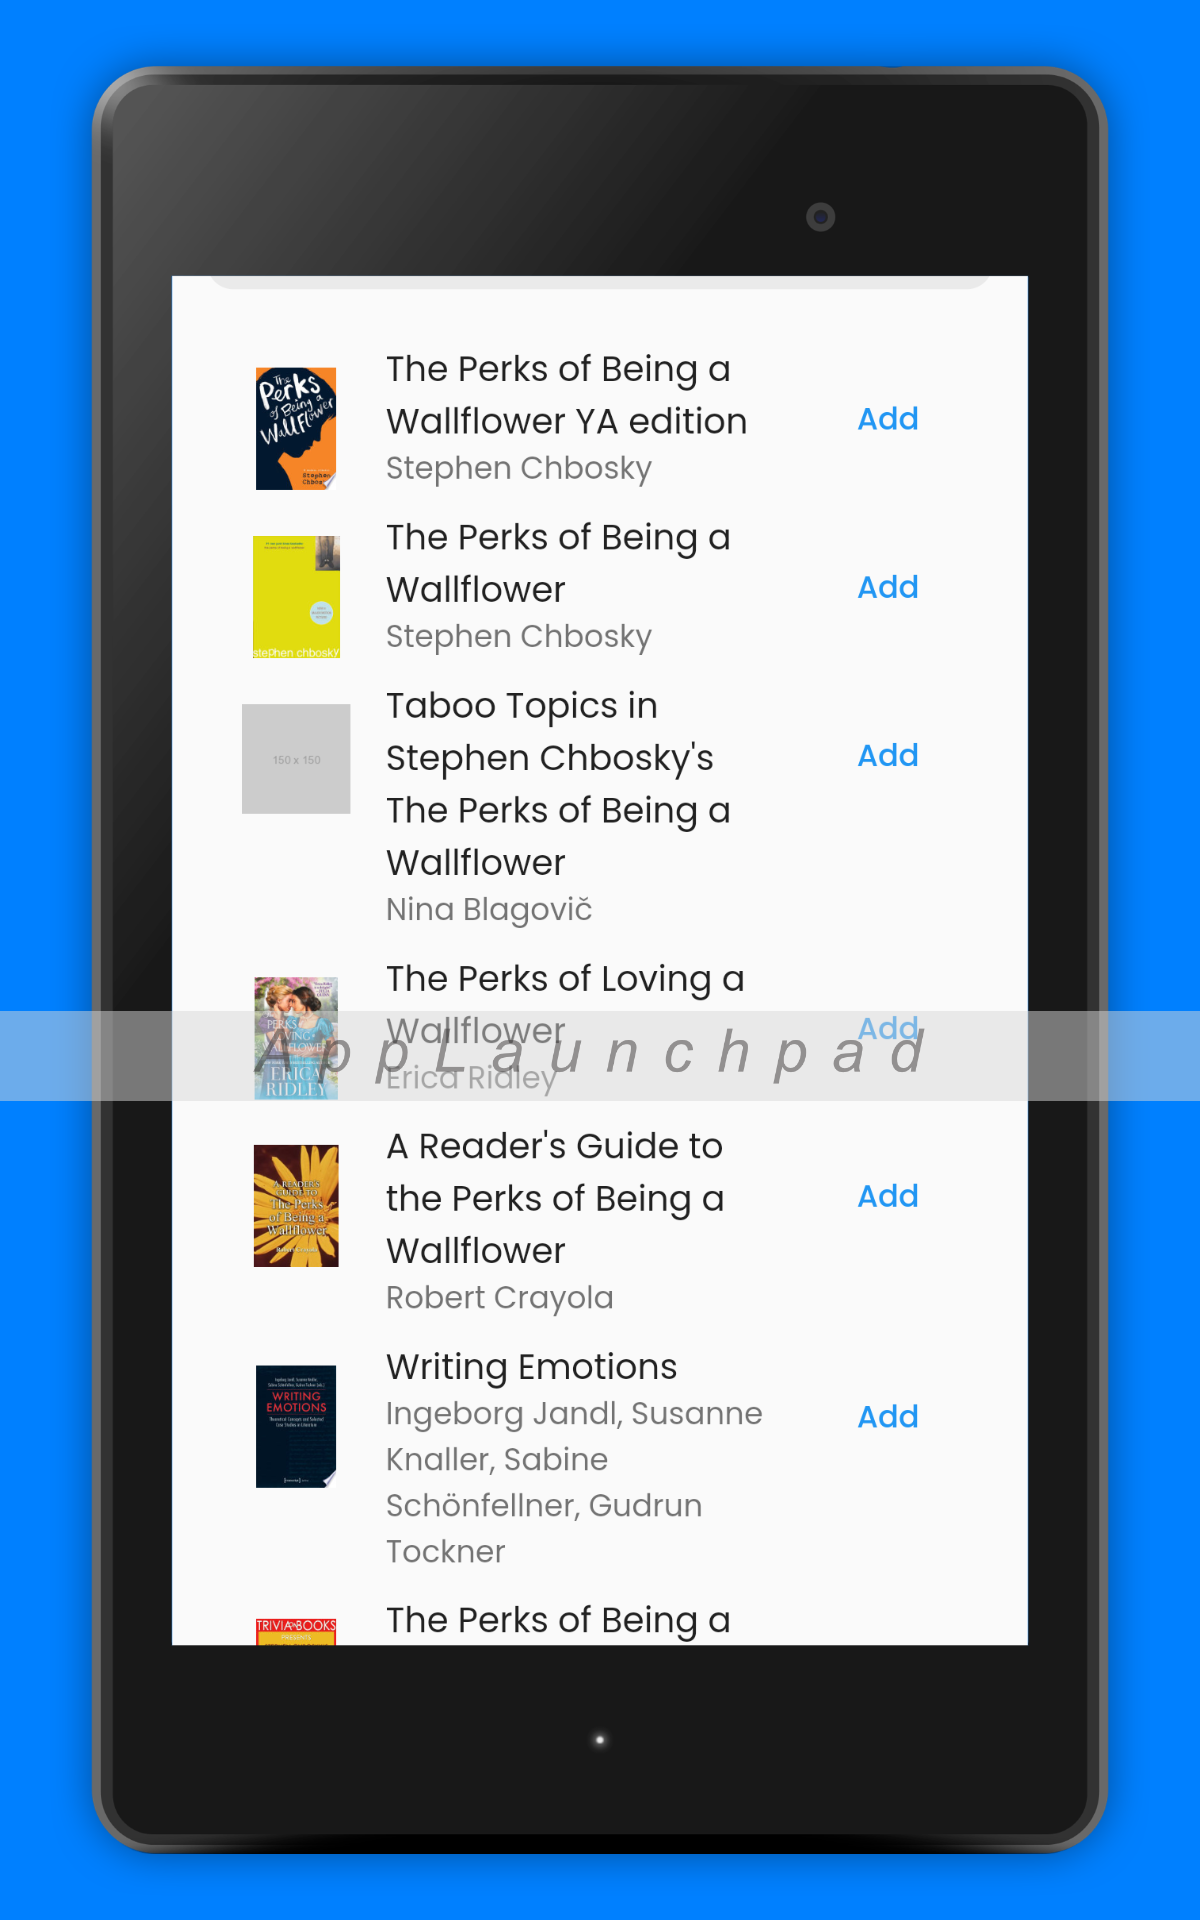 The Perks of Being a
Wallflower YA edition
Stephen Chbosky
Add
The
Perks
of Being a
Wallflower
Stephen
The Perks of Being a
Wallflower
Stephen Chbosky
Add
stephen chbosky
Taboo Topics in
Stephen Chbosky's
The Perks of Being a
Wallflower
Nina Blagovič
Add
150 x 150
The Perks of Loving a
Wallflower
Erica Ridley
Add
PERKS
WALLFLOWER
ERICA
RIDLEY
AppLaunchpad
A Reader's Guide to
the Perks of Being a
Wallflower
Robert Crayola
Add
A READER'S
GUIDE TO
The Perks
of Being a
Wallflower
Writing Emotions
Ingeborg Jandl, Susanne
Knaller, Sabine
Schönfellner, Gudrun
Tockner
Add
WRITING
EMOTIONS
The Perks of Being a
TRIVIA-ON-BOOKS